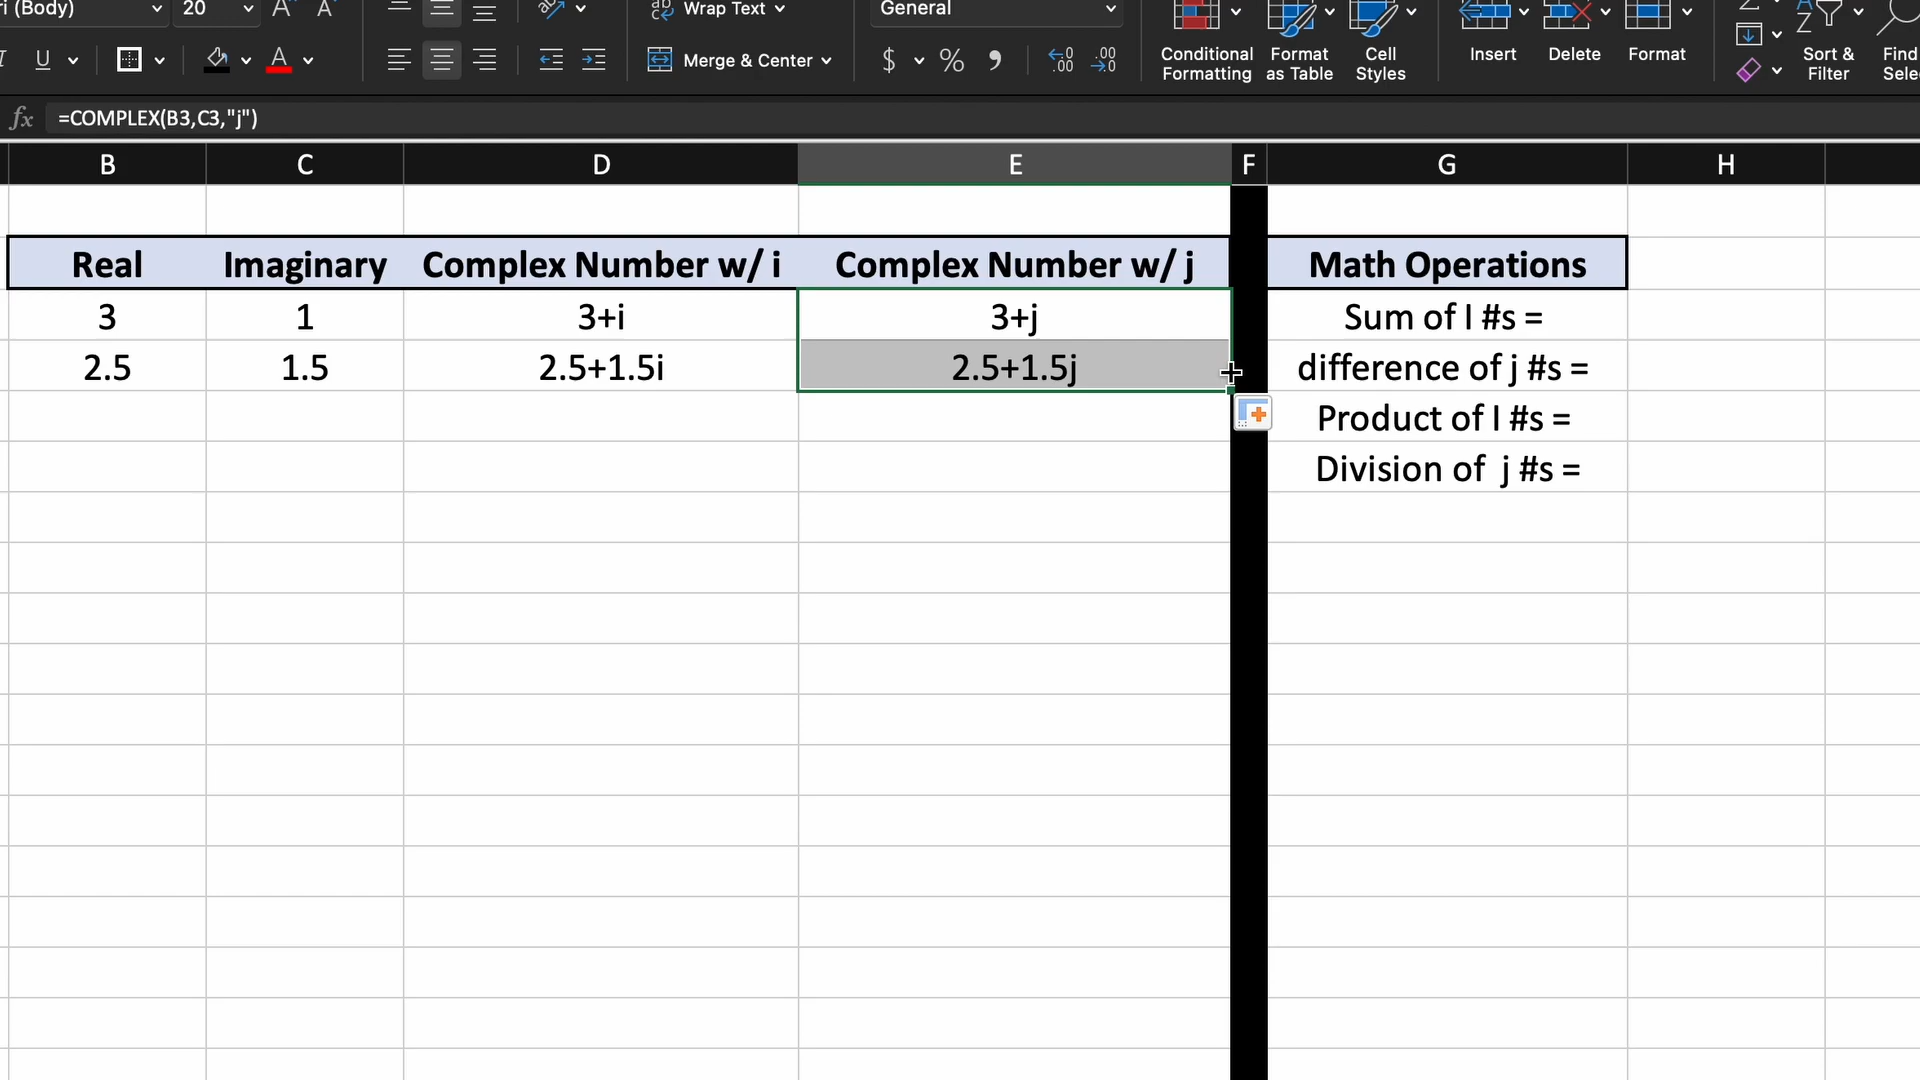 (Body) 20 Wrap Text General
U A Merge & Center $ % Conditional Formatting Format as Table Cell Styles Insert Delete Format Sort & Filter Find
fx =COMPLEX(B3,C3,"j")
B C D E F G H
Real Imaginary Complex Number w/ i Complex Number w/ j Math Operations
3 1 3+i 3+j Sum of I #s =
2.5 1.5 2.5+1.5i 2.5+1.5j difference of j #s =
Product of I #s =
Division of j #s =